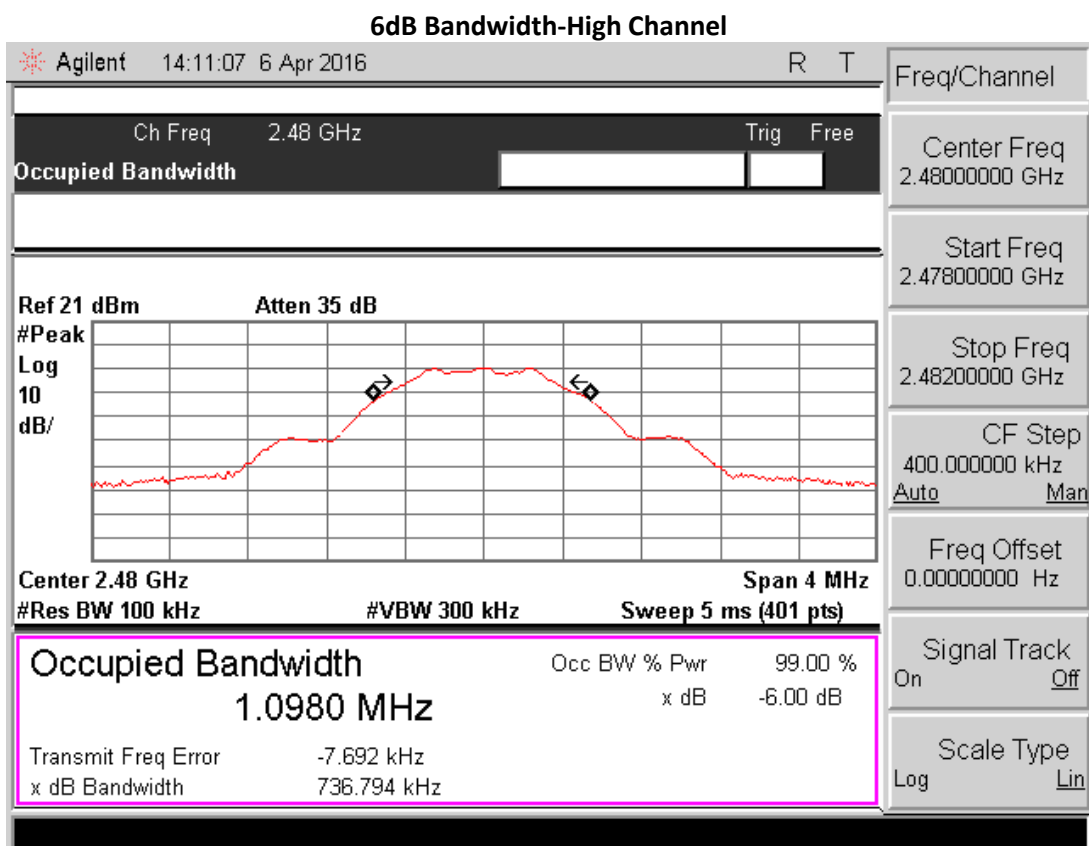 6dB Bandwidth-High Channel
Agilent 14:11:07 6 Apr 2016 R T
Ch Freq 2.48 GHz Trig Free
Occupied Bandwidth
Ref 21 dBm Atten 35 dB
#Peak
Log
10
dB/
Center 2.48 GHz Span 4 MHz
#Res BW 100 kHz #VBW 300 kHz Sweep 5 ms (401 pts)
Occupied Bandwidth Occ BW % Pwr 99.00 %
1.0980 MHz x dB -6.00 dB
Transmit Freq Error -7.692 kHz
x dB Bandwidth 736.794 kHz
Freq/Channel
Center Freq
2.48000000 GHz
Start Freq
2.47800000 GHz
Stop Freq
2.48200000 GHz
CF Step
400.000000 kHz
Auto Man
Freq Offset
0.00000000 Hz
Signal Track
On Off
Scale Type
Log Lin